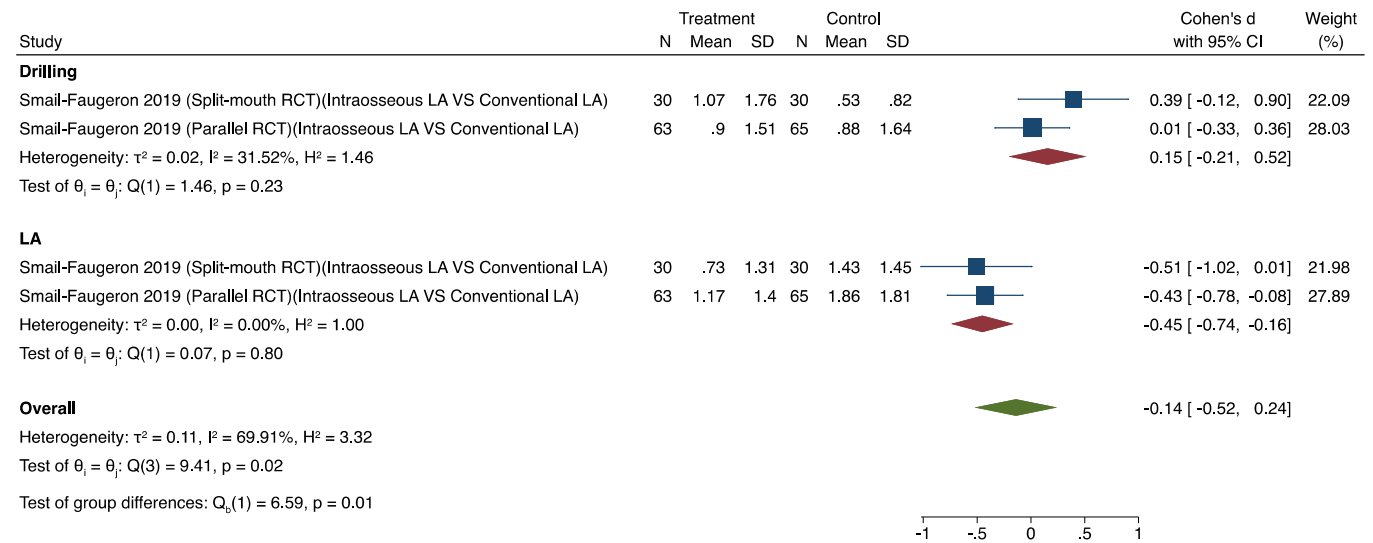 Treatment Control Cohen's d Weight
Study N Mean SD N Mean SD with 95% CI (%)
Drilling
Smail-Faugeron 2019 (Split-mouth RCT)(Intraosseous LA VS Conventional LA) 30 1.07 1.76 30 .53 .82 0.39 [ -0.12, 0.90] 22.09
Smail-Faugeron 2019 (Parallel RCT)(Intraosseous LA VS Conventional LA) 63 .9 1.51 65 .88 1.64 0.01 [ -0.33, 0.36] 28.03
Heterogeneity: τ² = 0.02, I² = 31.52%, H² = 1.46 0.15 [ -0.21, 0.52]
Test of θᵢ = θⱼ: Q(1) = 1.46, p = 0.23
LA
Smail-Faugeron 2019 (Split-mouth RCT)(Intraosseous LA VS Conventional LA) 30 .73 1.31 30 1.43 1.45 -0.51 [ -1.02, 0.01] 21.98
Smail-Faugeron 2019 (Parallel RCT)(Intraosseous LA VS Conventional LA) 63 1.17 1.4 65 1.86 1.81 -0.43 [ -0.78, -0.08] 27.89
Heterogeneity: τ² = 0.00, I² = 0.00%, H² = 1.00 -0.45 [ -0.74, -0.16]
Test of θᵢ = θⱼ: Q(1) = 0.07, p = 0.80
Overall -0.14 [ -0.52, 0.24]
Heterogeneity: τ² = 0.11, I² = 69.91%, H² = 3.32
Test of θᵢ = θⱼ: Q(3) = 9.41, p = 0.02
Test of group differences: Q_b(1) = 6.59, p = 0.01
-1 -.5 0 .5 1